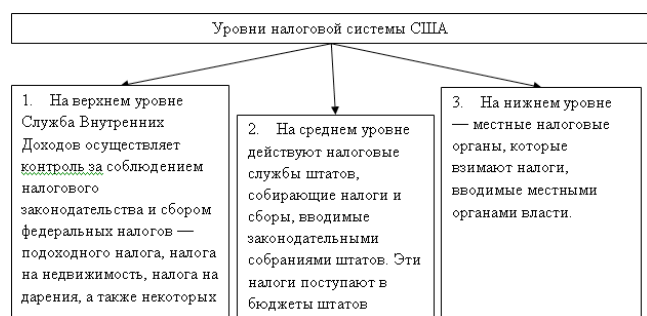 Уровни налоговой системы США
1. На верхнем уровне
Служба Внутренних
Доходов осуществляет
контроль за соблюдением
налогового
законодательства и сбором
федеральных налогов —
подоходного налога, налога
на недвижимость, налога на
дарения, а также некоторых
2. На среднем уровне
действуют налоговые
службы штатов,
собирающие налоги и
сборы, вводимые
законодательными
собраниями штатов. Эти
налоги поступают в
бюджеты штатов
3. На нижнем уровне
— местные налоговые
органы, которые
взимают налоги,
вводимые местными
органами власти.